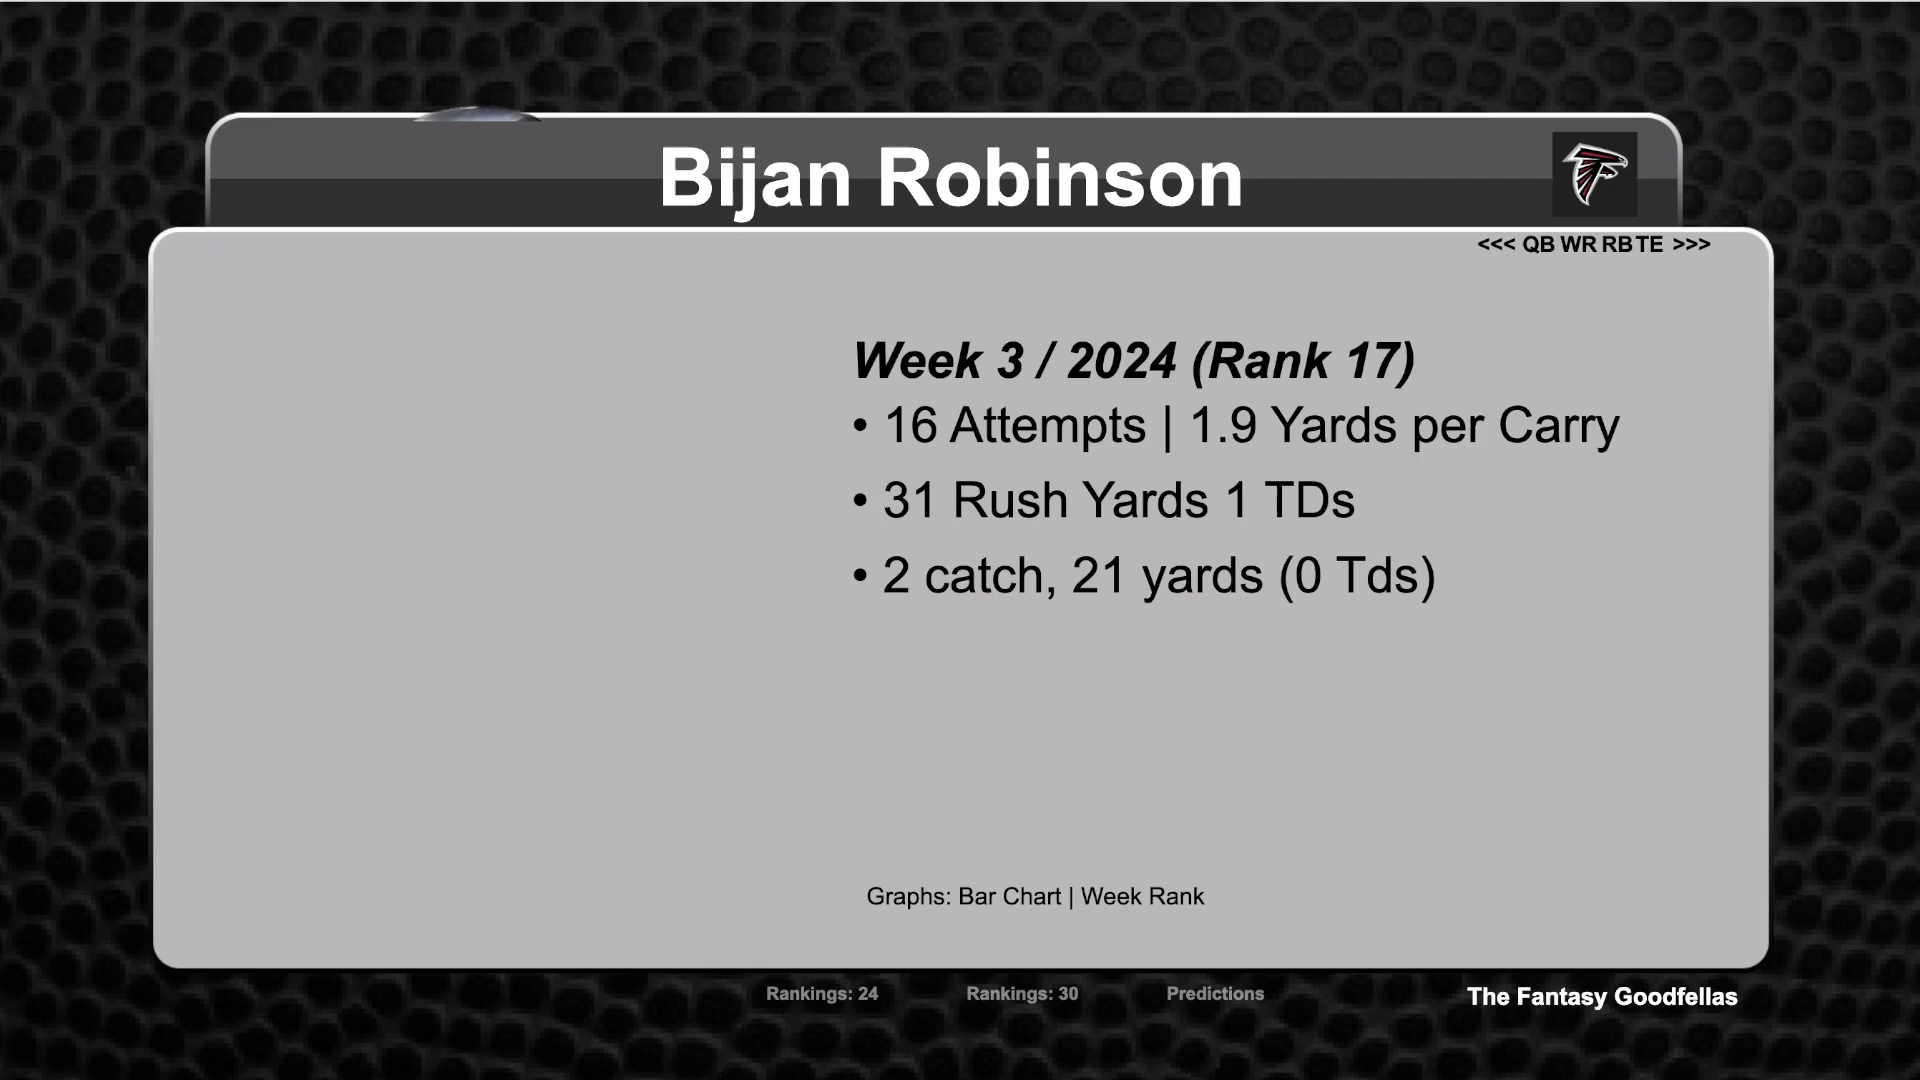 Bijan Robinson
<<< QB WR RB TE >>>
Week 3 / 2024 (Rank 17)
• 16 Attempts | 1.9 Yards per Carry
• 31 Rush Yards 1 TDs
• 2 catch, 21 yards (0 Tds)
Graphs: Bar Chart | Week Rank
Rankings: 24 Rankings: 30 Predictions The Fantasy Goodfellas